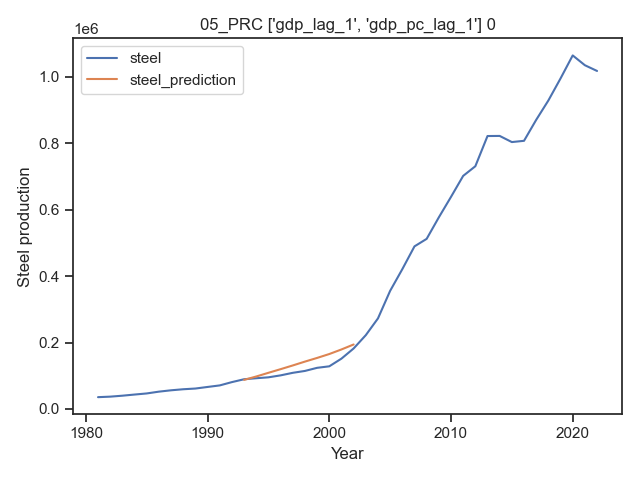 05_PRC ['gdp_lag_1', 'gdp_pc_lag_1'] 0
1e6
steel
steel_prediction
1.0
0.8
0.6
0.4
0.2
0.0
Steel production
1980
1990
2000
2010
2020
Year